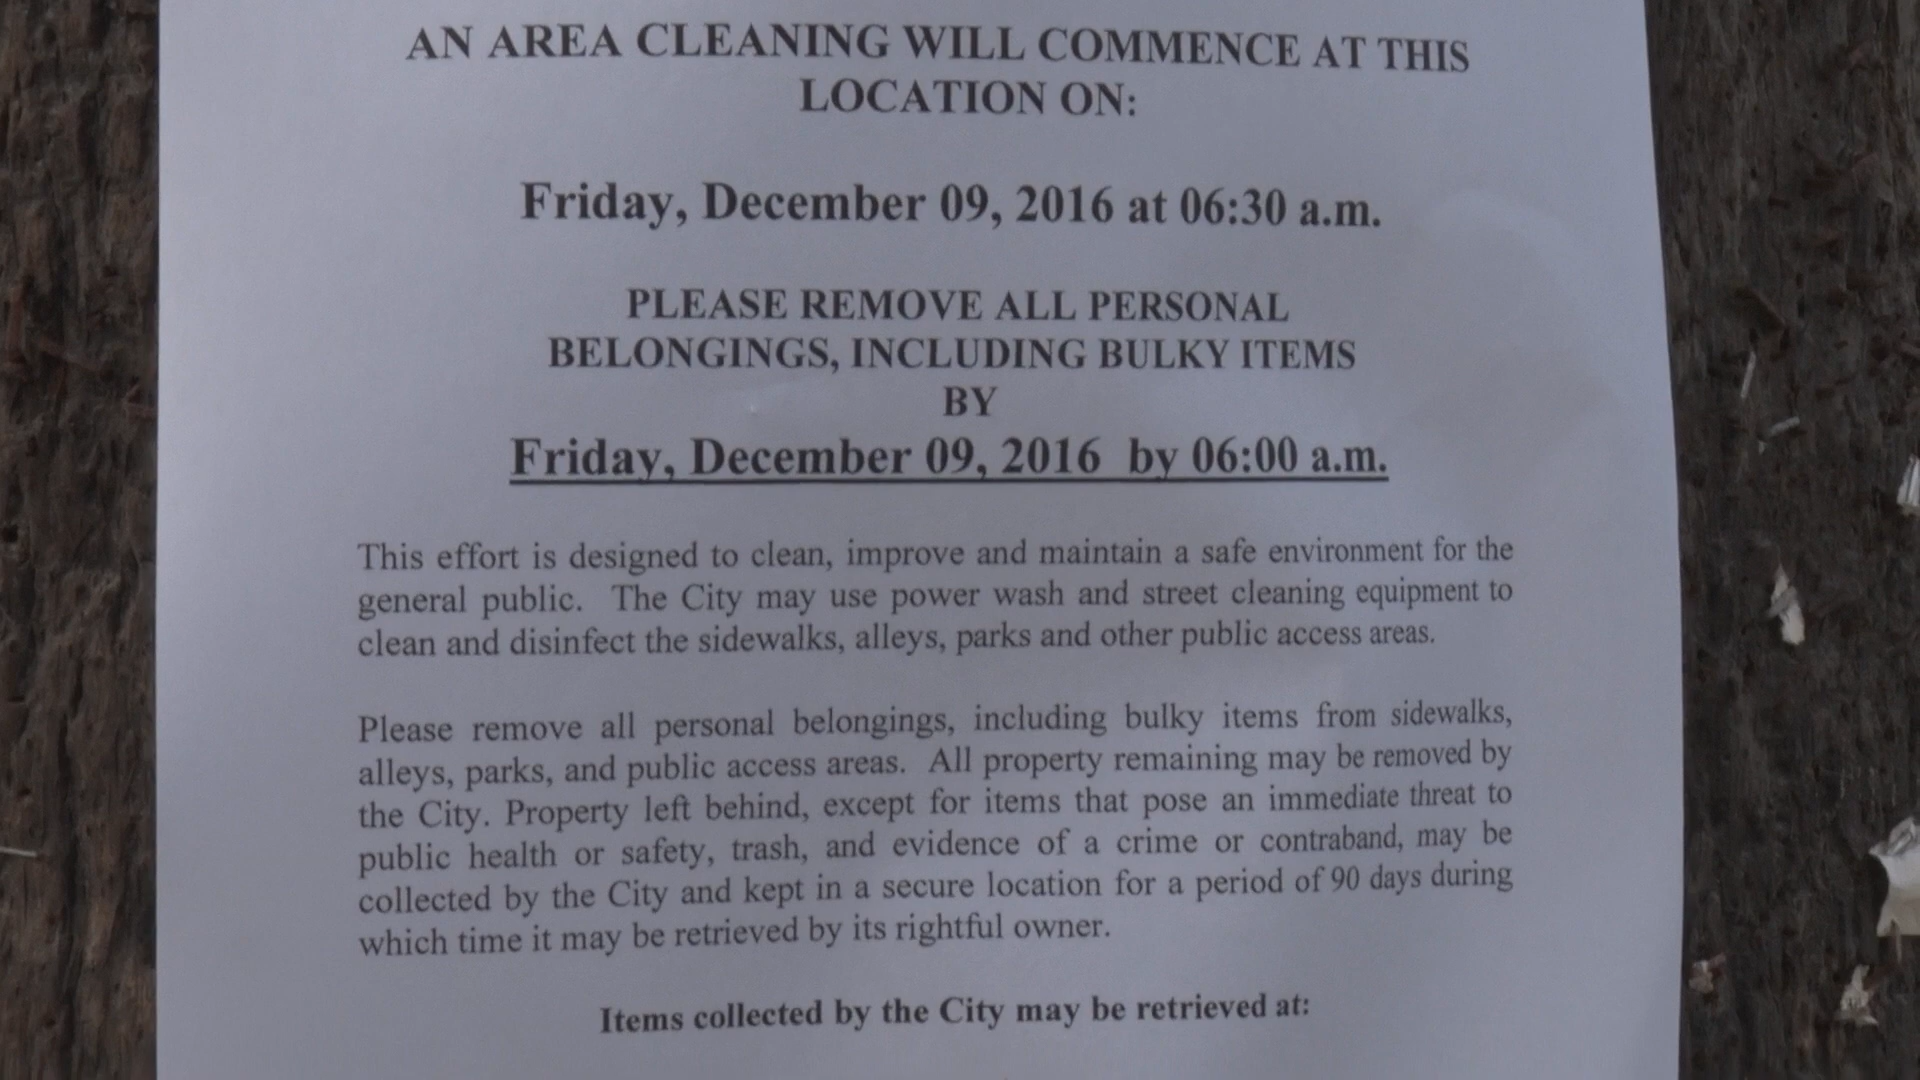 AN AREA CLEANING WILL COMMENCE AT THIS
LOCATION ON:
Friday, December 09, 2016 at 06:30 a.m.
PLEASE REMOVE ALL PERSONAL
BELONGINGS, INCLUDING BULKY ITEMS
BY
Friday, December 09, 2016 by 06:00 a.m.
This effort is designed to clean, improve and maintain a safe environment for the
general public. The City may use power wash and street cleaning equipment to
clean and disinfect the sidewalks, alleys, parks and other public access areas.
Please remove all personal belongings, including bulky items from sidewalks,
alleys, parks, and public access areas. All property remaining may be removed by
the City. Property left behind, except for items that pose an immediate threat to
public health or safety, trash, and evidence of a crime or contraband, may be
collected by the City and kept in a secure location for a period of 90 days during
which time it may be retrieved by its rightful owner.
Items collected by the City may be retrieved at: